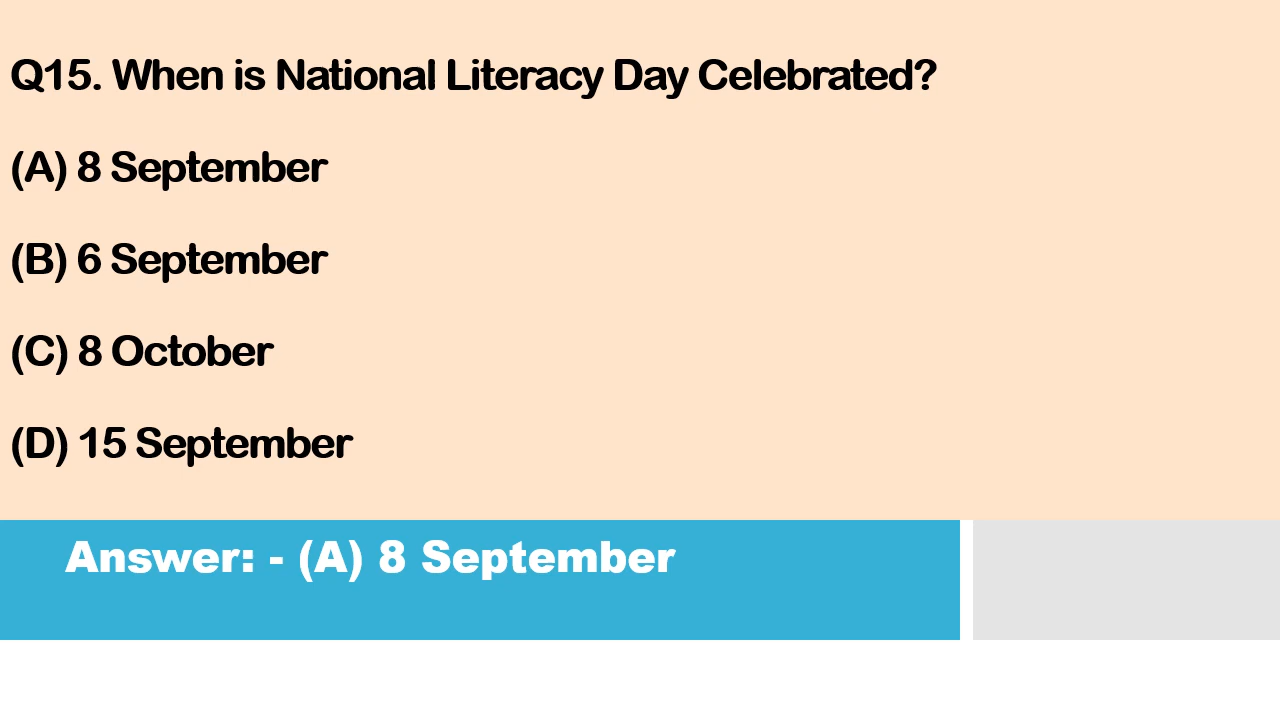 Q15. When is National Literacy Day Celebrated?
(A) 8 September
(B) 6 September
(C) 8 October
(D) 15 September
Answer: - (A) 8 September